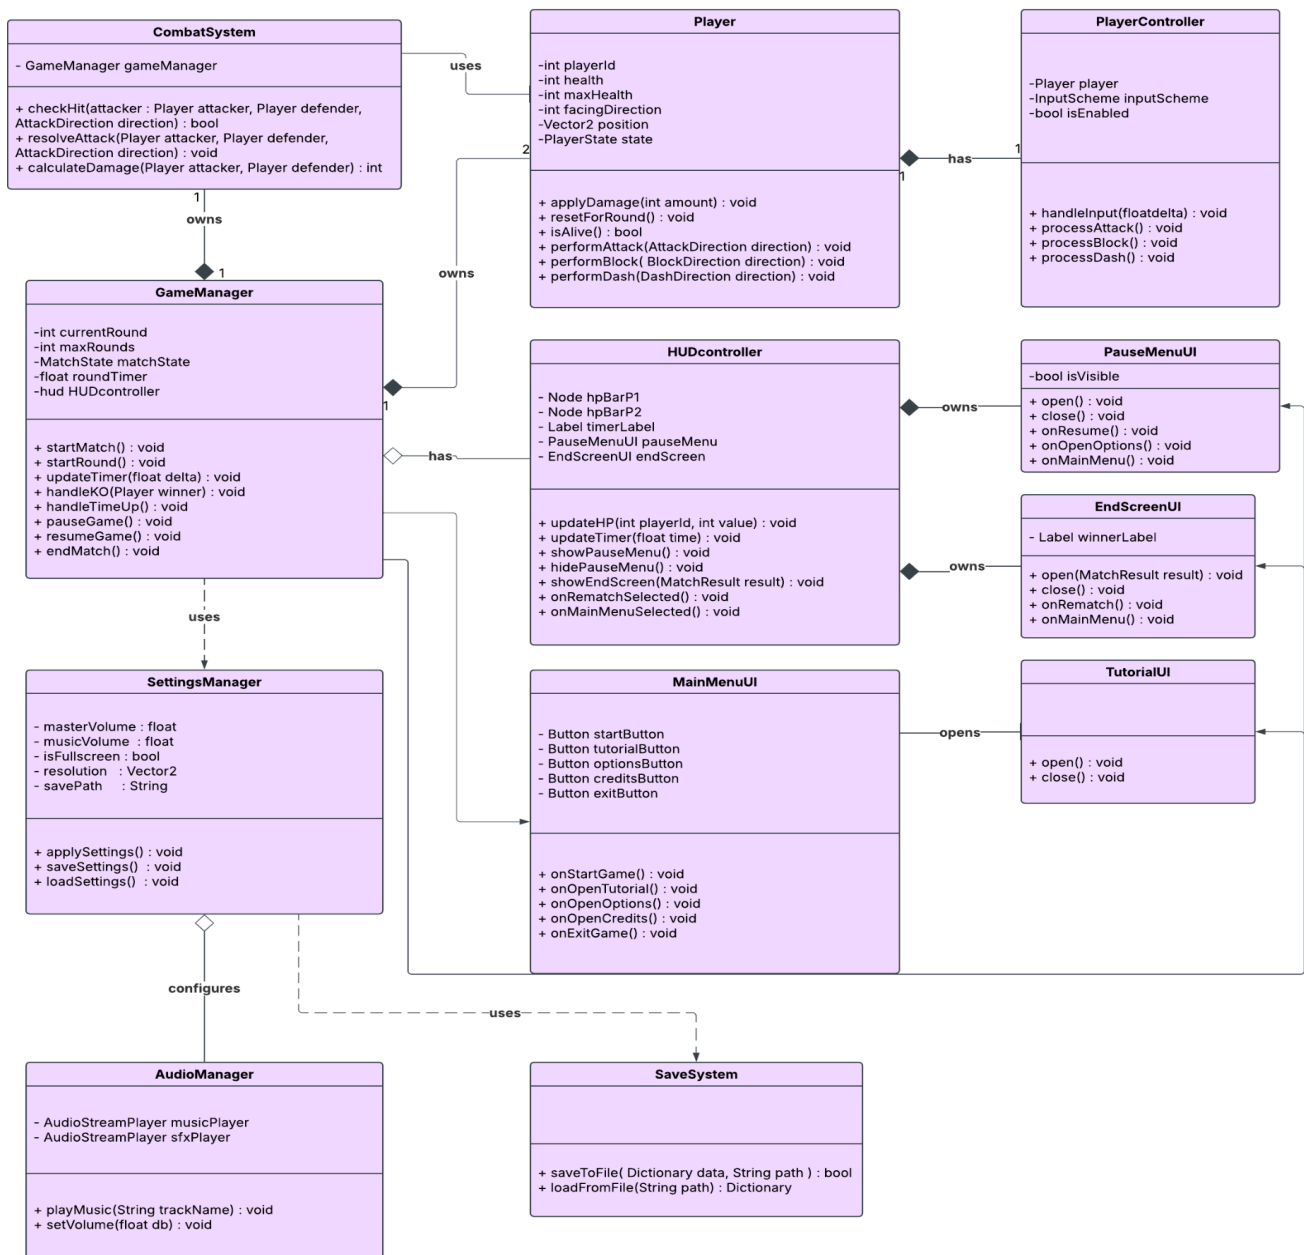 CombatSystem
- GameManager gameManager
+ checkHit(attacker : Player attacker, Player defender,
AttackDirection direction) : bool
+ resolveAttack(Player attacker, Player defender,
AttackDirection direction) : void
+ calculateDamage(Player attacker, Player defender) : int
uses
Player
-int playerId
-int health
-int maxHealth
-int facingDirection
-Vector2 position
-PlayerState state
+ applyDamage(int amount) : void
+ resetForRound() : void
+ isAlive() : bool
+ performAttack(AttackDirection direction) : void
+ performBlock( BlockDirection direction) : void
+ performDash(DashDirection direction) : void
1
has
1
PlayerController
-Player player
-InputScheme inputScheme
-bool isEnabled
+ handleInput(floatdelta) : void
+ processAttack() : void
+ processBlock() : void
+ processDash() : void
1
owns
1
2
owns
1
GameManager
-int currentRound
-int maxRounds
-MatchState matchState
-float roundTimer
-hud HUDcontroller
+ startMatch() : void
+ startRound() : void
+ updateTimer(float delta) : void
+ handleKO(Player winner) : void
+ handleTimeUp() : void
+ pauseGame() : void
+ resumeGame() : void
+ endMatch() : void
has
HUDcontroller
- Node hpBarP1
- Node hpBarP2
- Label timerLabel
- PauseMenuUI pauseMenu
- EndScreenUI endScreen
+ updateHP(int playerId, int value) : void
+ updateTimer(float time) : void
+ showPauseMenu() : void
+ hidePauseMenu() : void
+ showEndScreen(MatchResult result) : void
+ onRematchSelected() : void
+ onMainMenuSelected() : void
owns
PauseMenuUI
-bool isVisible
+ open() : void
+ close() : void
+ onResume() : void
+ onOpenOptions() : void
+ onMainMenu() : void
owns
EndScreenUI
- Label winnerLabel
+ open(MatchResult result) : void
+ close() : void
+ onRematch() : void
+ onMainMenu() : void
uses
SettingsManager
- masterVolume : float
- musicVolume : float
- isFullscreen : bool
- resolution : Vector2
- savePath : String
+ applySettings() : void
+ saveSettings() : void
+ loadSettings() : void
MainMenuUI
- Button startButton
- Button tutorialButton
- Button optionsButton
- Button creditsButton
- Button exitButton
+ onStartGame() : void
+ onOpenTutorial() : void
+ onOpenOptions() : void
+ onOpenCredits() : void
+ onExitGame() : void
opens
TutorialUI
+ open() : void
+ close() : void
configures
uses
AudioManager
- AudioStreamPlayer musicPlayer
- AudioStreamPlayer sfxPlayer
+ playMusic(String trackName) : void
+ setVolume(float db) : void
SaveSystem
+ saveToFile( Dictionary data, String path ) : bool
+ loadFromFile(String path) : Dictionary